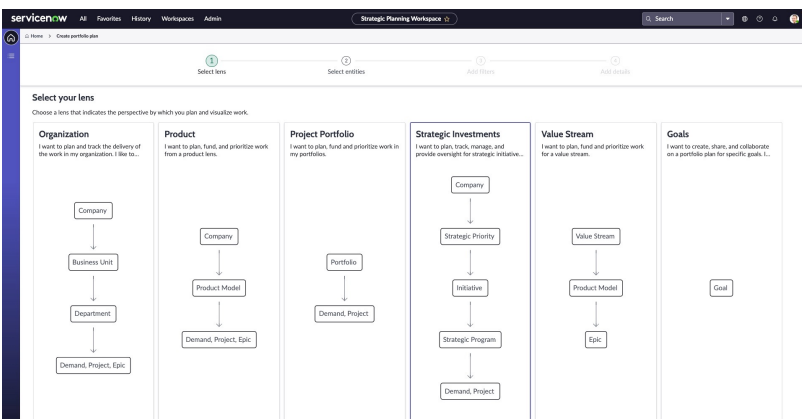 servicenow All Favorites History Workspaces Admin Strategic Planning Workspace Search
Home > Create portfolio plan
1 2 3 4
Select lens Select entities Add filters Add details
Select your lens
Choose a lens that indicates the perspective by which you plan and visualize work.
Organization
I want to plan and track the delivery of
the work in my organization. I like to...
Company
Business Unit
Department
Demand, Project, Epic
Product
I want to plan, fund, and prioritize work
from a product lens.
Company
Product Model
Demand, Project, Epic
Project Portfolio
I want to plan, fund and prioritize work in
my portfolios.
Portfolio
Demand, Project
Strategic Investments
I want to plan, track, manage, and
provide oversight for strategic initiative...
Company
Strategic Priority
Initiative
Strategic Program
Demand, Project
Value Stream
I want to plan, fund and prioritize work
for a value stream.
Value Stream
Product Model
Epic
Goals
I want to create, share, and collaborate
on a portfolio plan for specific goals. I...
Goal